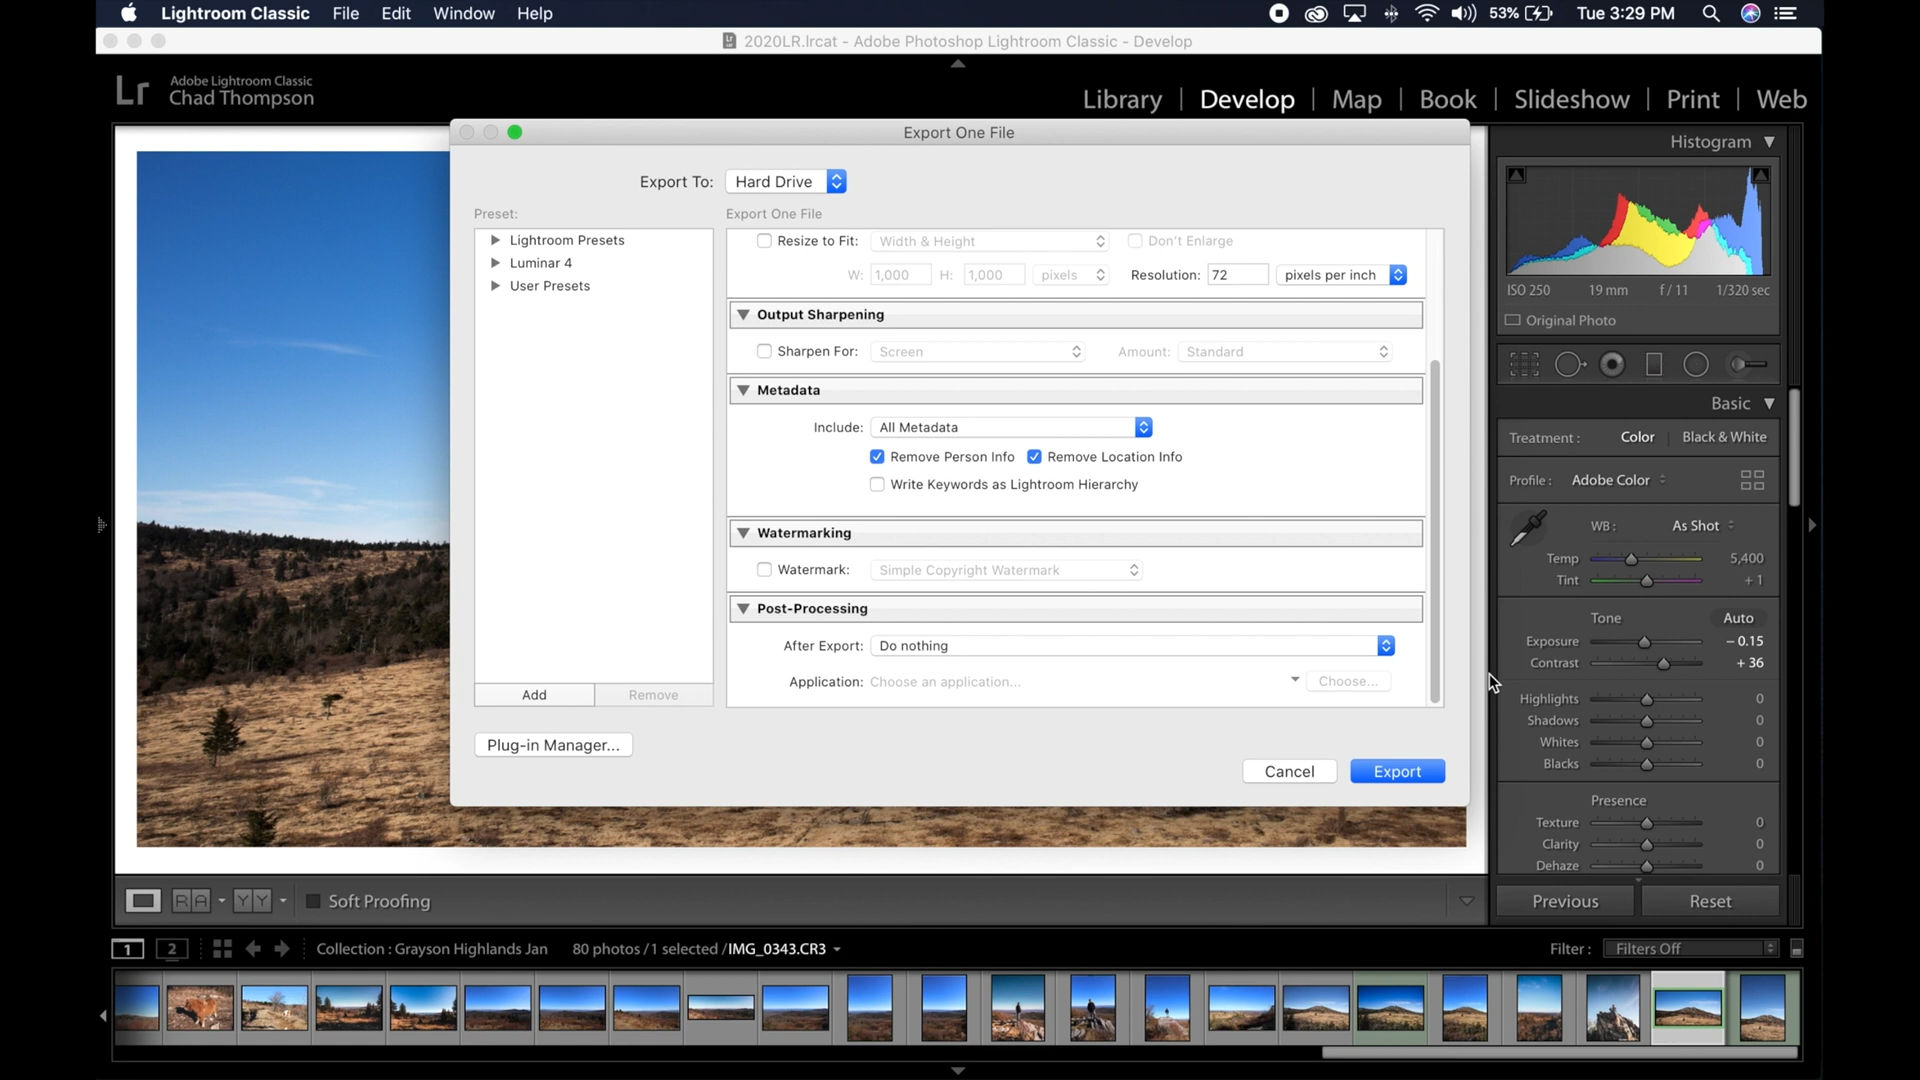 Lightroom Classic File Edit Window Help 53% Tue 3:29 PM
2020LR.lrcat - Adobe Photoshop Lightroom Classic - Develop
Lr Adobe Lightroom Classic
Chad Thompson
Library | Develop | Map | Book | Slideshow | Print | Web
Export One File
Export To: Hard Drive
Preset:
Lightroom Presets
Luminar 4
User Presets
Add Remove
Plug-in Manager...
Export One File
Resize to Fit: Width & Height Don't Enlarge
W: 1,000 H: 1,000 pixels Resolution: 72 pixels per inch
Output Sharpening
Sharpen For: Screen Amount: Standard
Metadata
Include: All Metadata
Remove Person Info Remove Location Info
Write Keywords as Lightroom Hierarchy
Watermarking
Watermark: Simple Copyright Watermark
Post-Processing
After Export: Do nothing
Application: Choose an application... Choose...
Cancel Export
Histogram
ISO 250 19 mm f / 11 1/320 sec
Original Photo
Basic
Treatment : Color Black & White
Profile : Adobe Color
WB : As Shot
Temp 5,400
Tint + 1
Tone Auto
Exposure – 0.15
Contrast + 36
Highlights 0
Shadows 0
Whites 0
Blacks 0
Presence
Texture 0
Clarity 0
Dehaze 0
Previous Reset
R A Y Y Soft Proofing
1 2 Collection : Grayson Highlands Jan 80 photos / 1 selected / IMG_0343.CR3 Filter : Filters Off